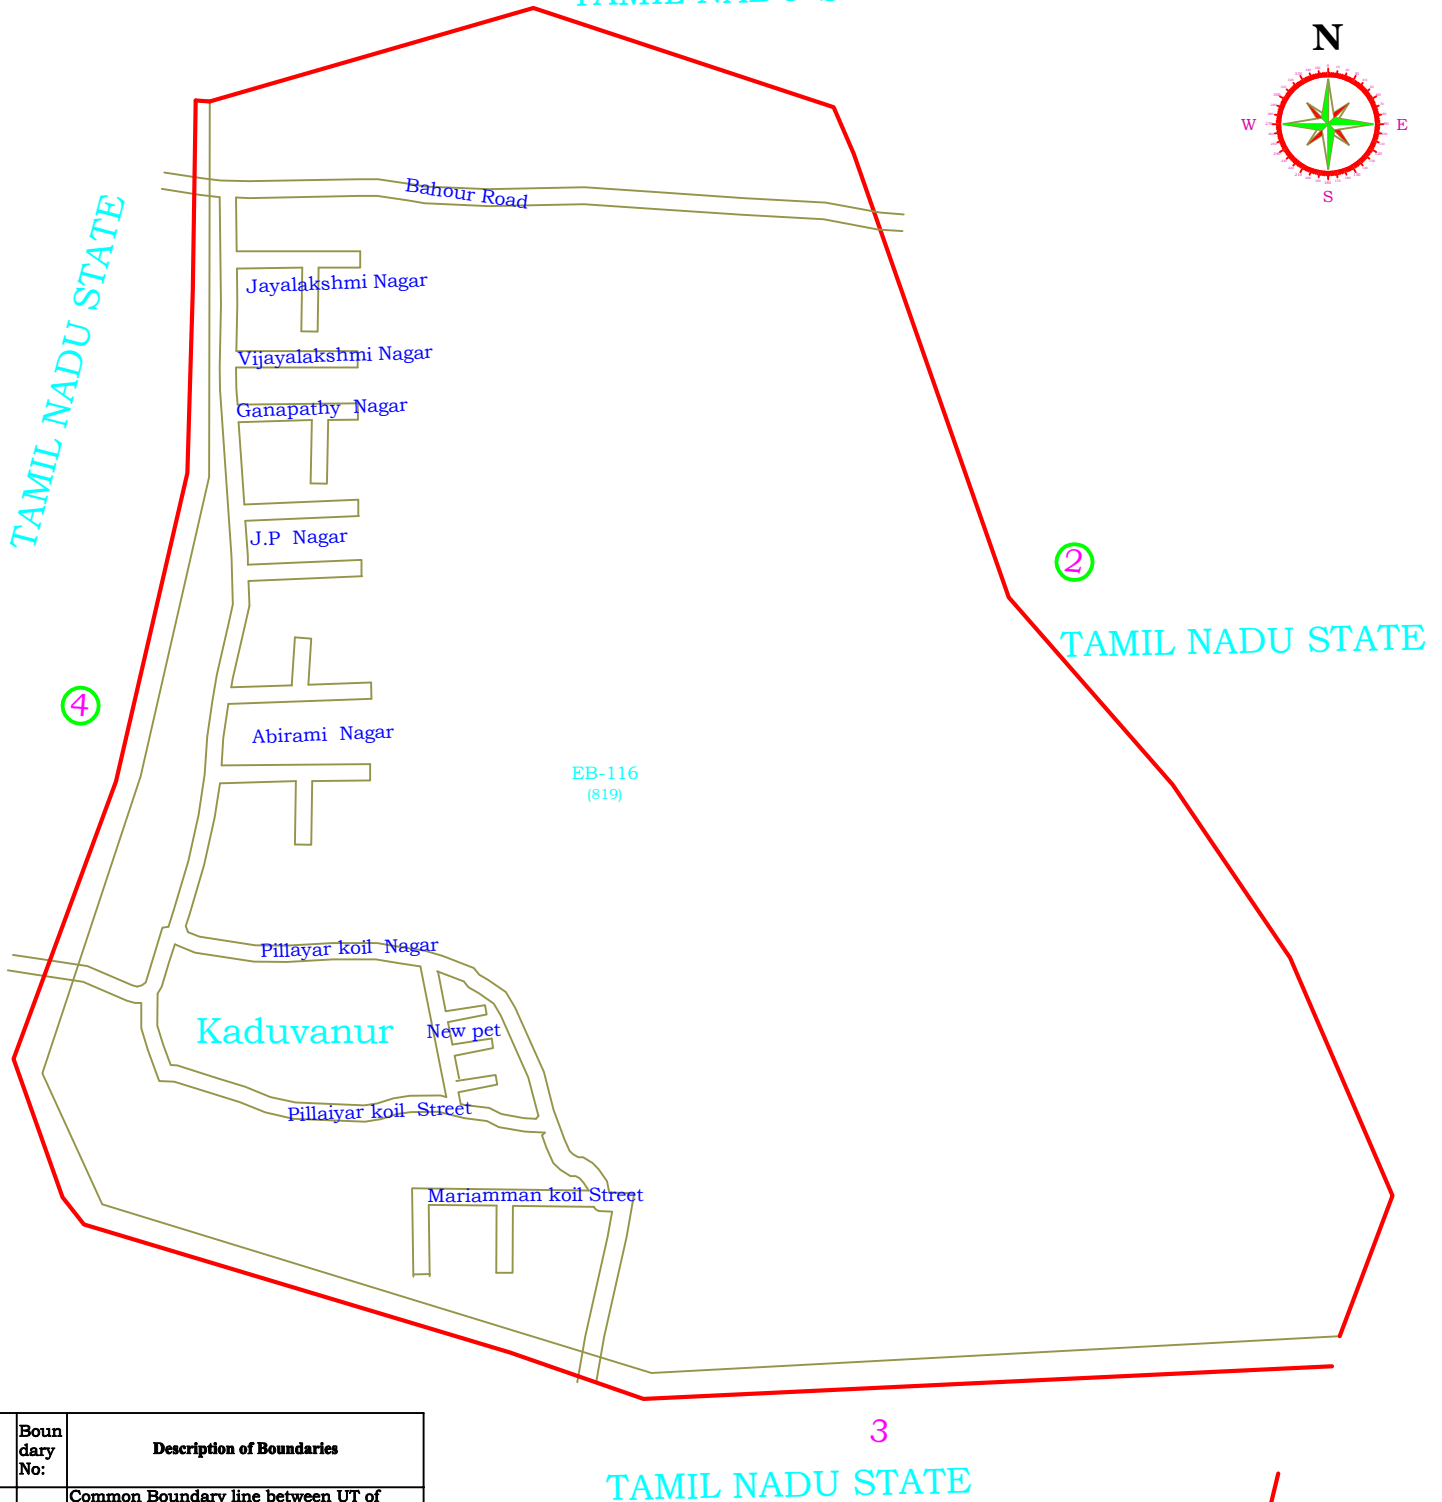 N
W
E
S
Bahour Road
TAMIL NADU STATE
Jayalakshmi Nagar
Vijayalakshmi Nagar
Ganapathy Nagar
J.P Nagar
2
TAMIL NADU STATE
4
Abirami Nagar
EB-116
(819)
Pillayar koil Nagar
Kaduvanur
New pet
Pillaiyar koil Street
Mariamman koil Street
3
TAMIL NADU STATE
Boun
dary
No:
Description of Boundaries
Common Boundary line between UT of